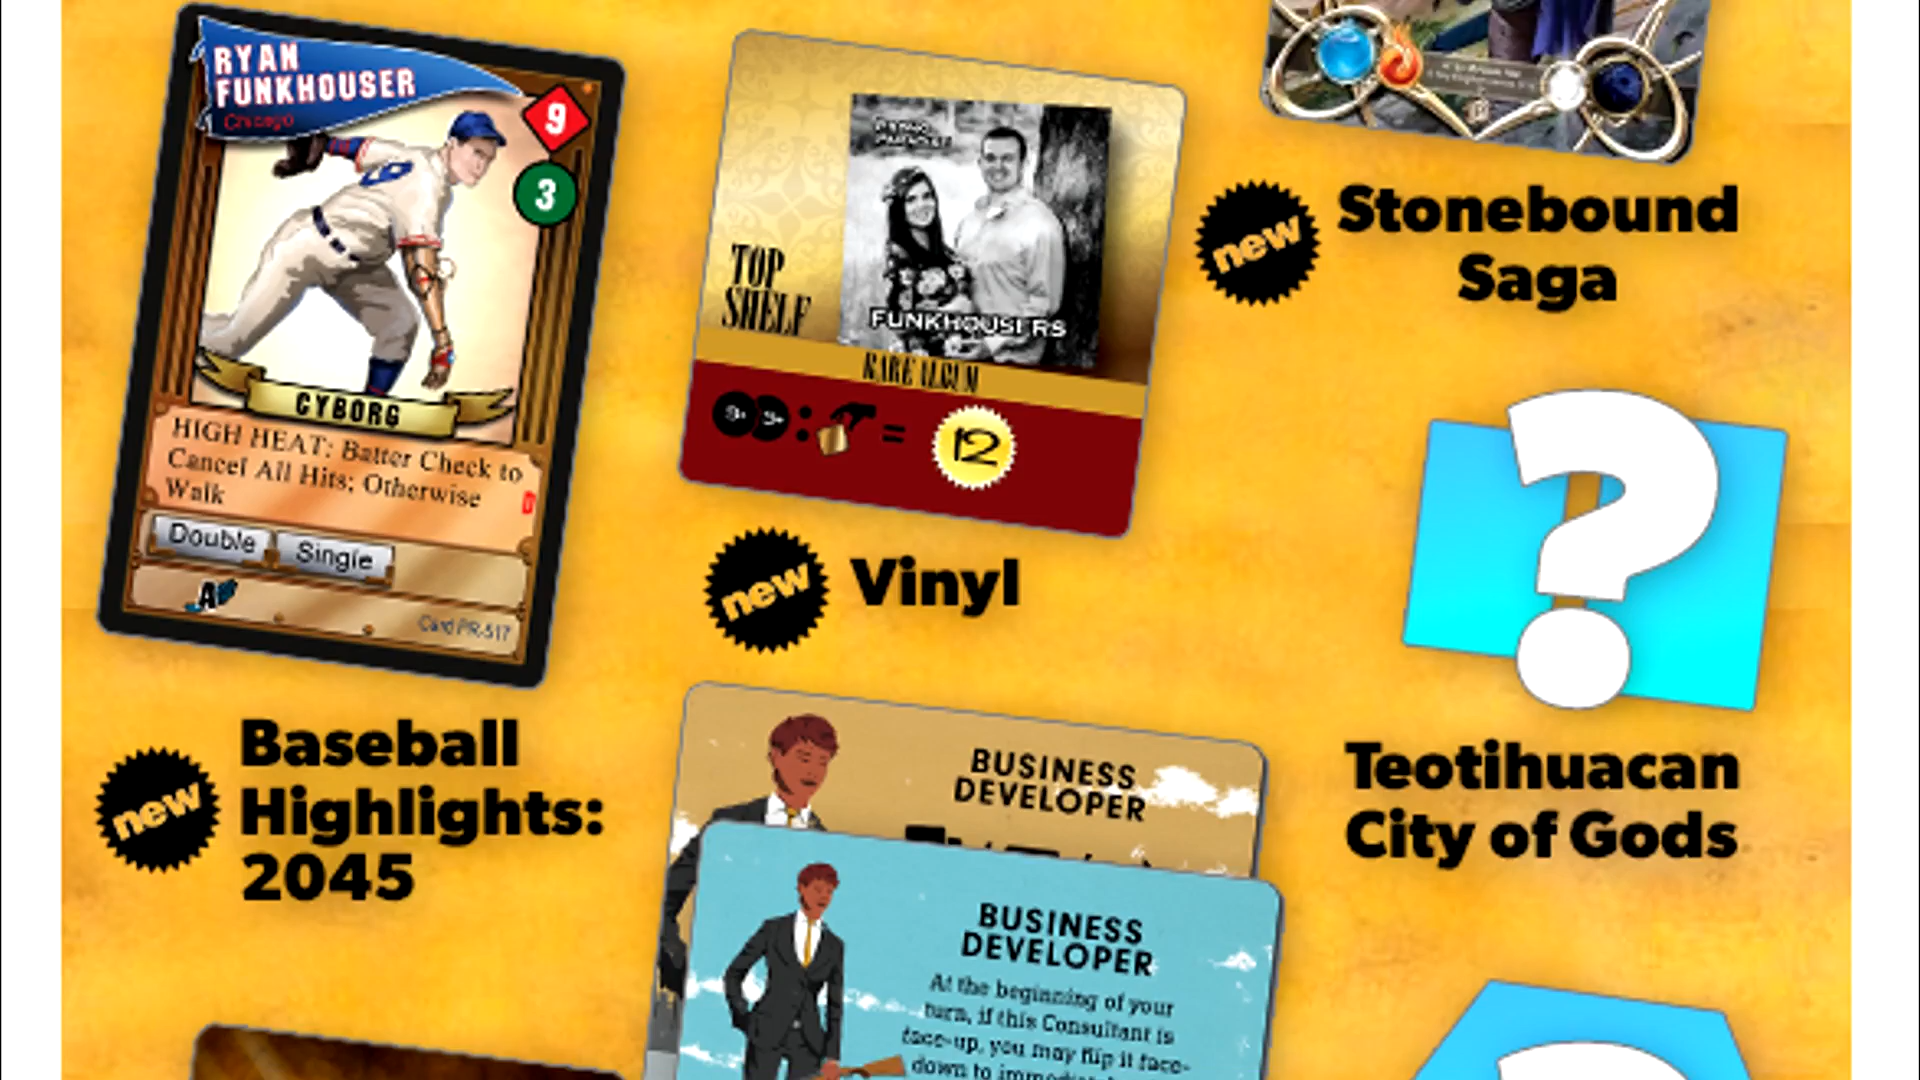 RYAN
FUNKHOUSER
Chicago
9
3
9
CYBORG
HIGH HEAT: Batter Check to
Cancel All Hits; Otherwise
Walk
Double
Single
Card PR-517
TOP
SHELF
FUNKHOUSERS
RARE ALBUM
: = 12
new
Vinyl
new
Stonebound
Saga
?
Teotihuacan
City of Gods
new
Baseball
Highlights:
2045
BUSINESS
DEVELOPER
BUSINESS
DEVELOPER
At the beginning of your
turn, if this Consultant is
face-up, you may flip it face-
down to